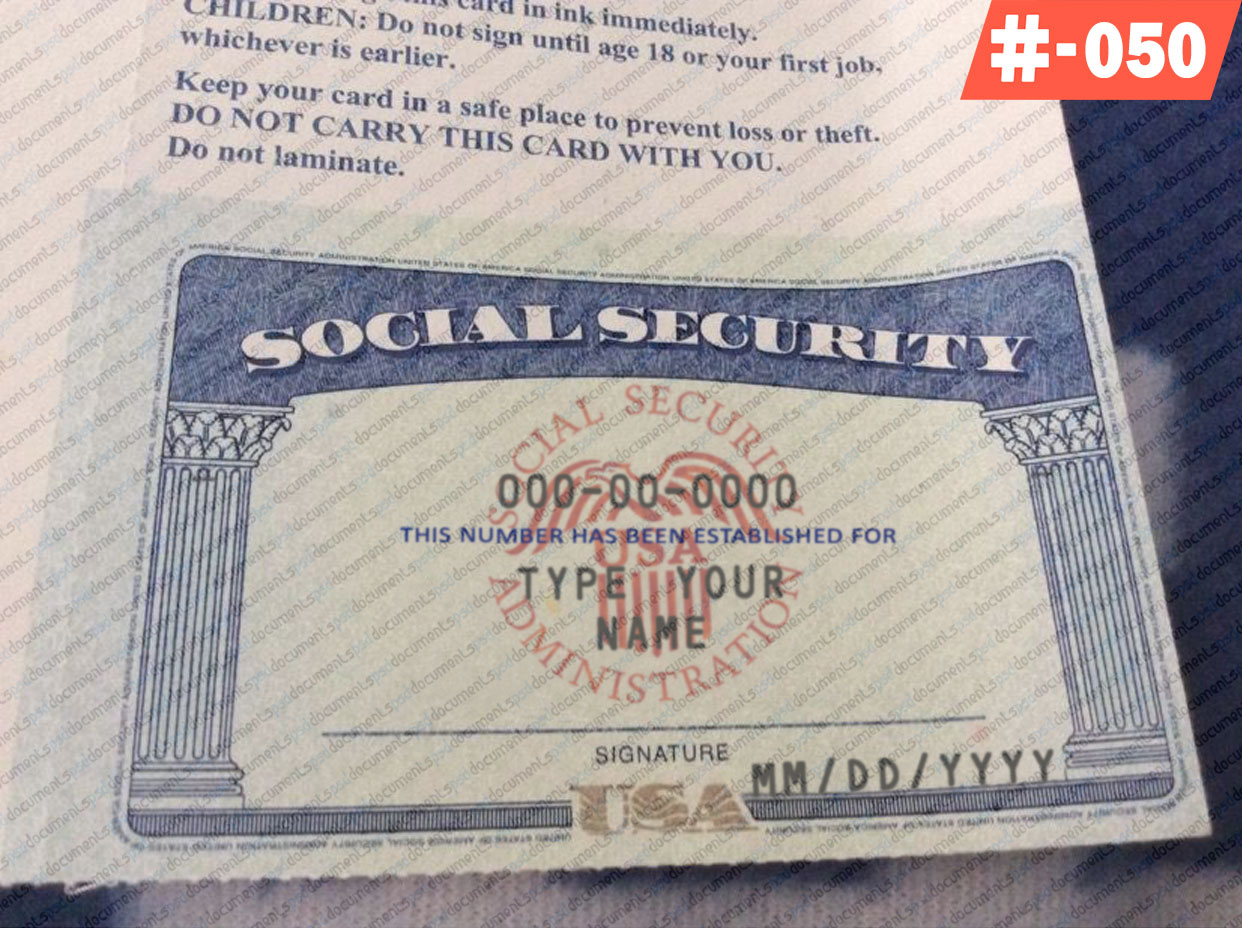 #-050
card in ink immediately.
CHILDREN: Do not sign until age 18 or your first job,
whichever is earlier.
Keep your card in a safe place to prevent loss or theft.
DO NOT CARRY THIS CARD WITH YOU.
Do not laminate.
SOCIAL SECURITY
SOCIAL SECURITY
000-00-0000
THIS NUMBER HAS BEEN ESTABLISHED FOR
USA
TYPE YOUR
NAME
ADMINISTRATION
SIGNATURE
MM/DD/YYYY
USA